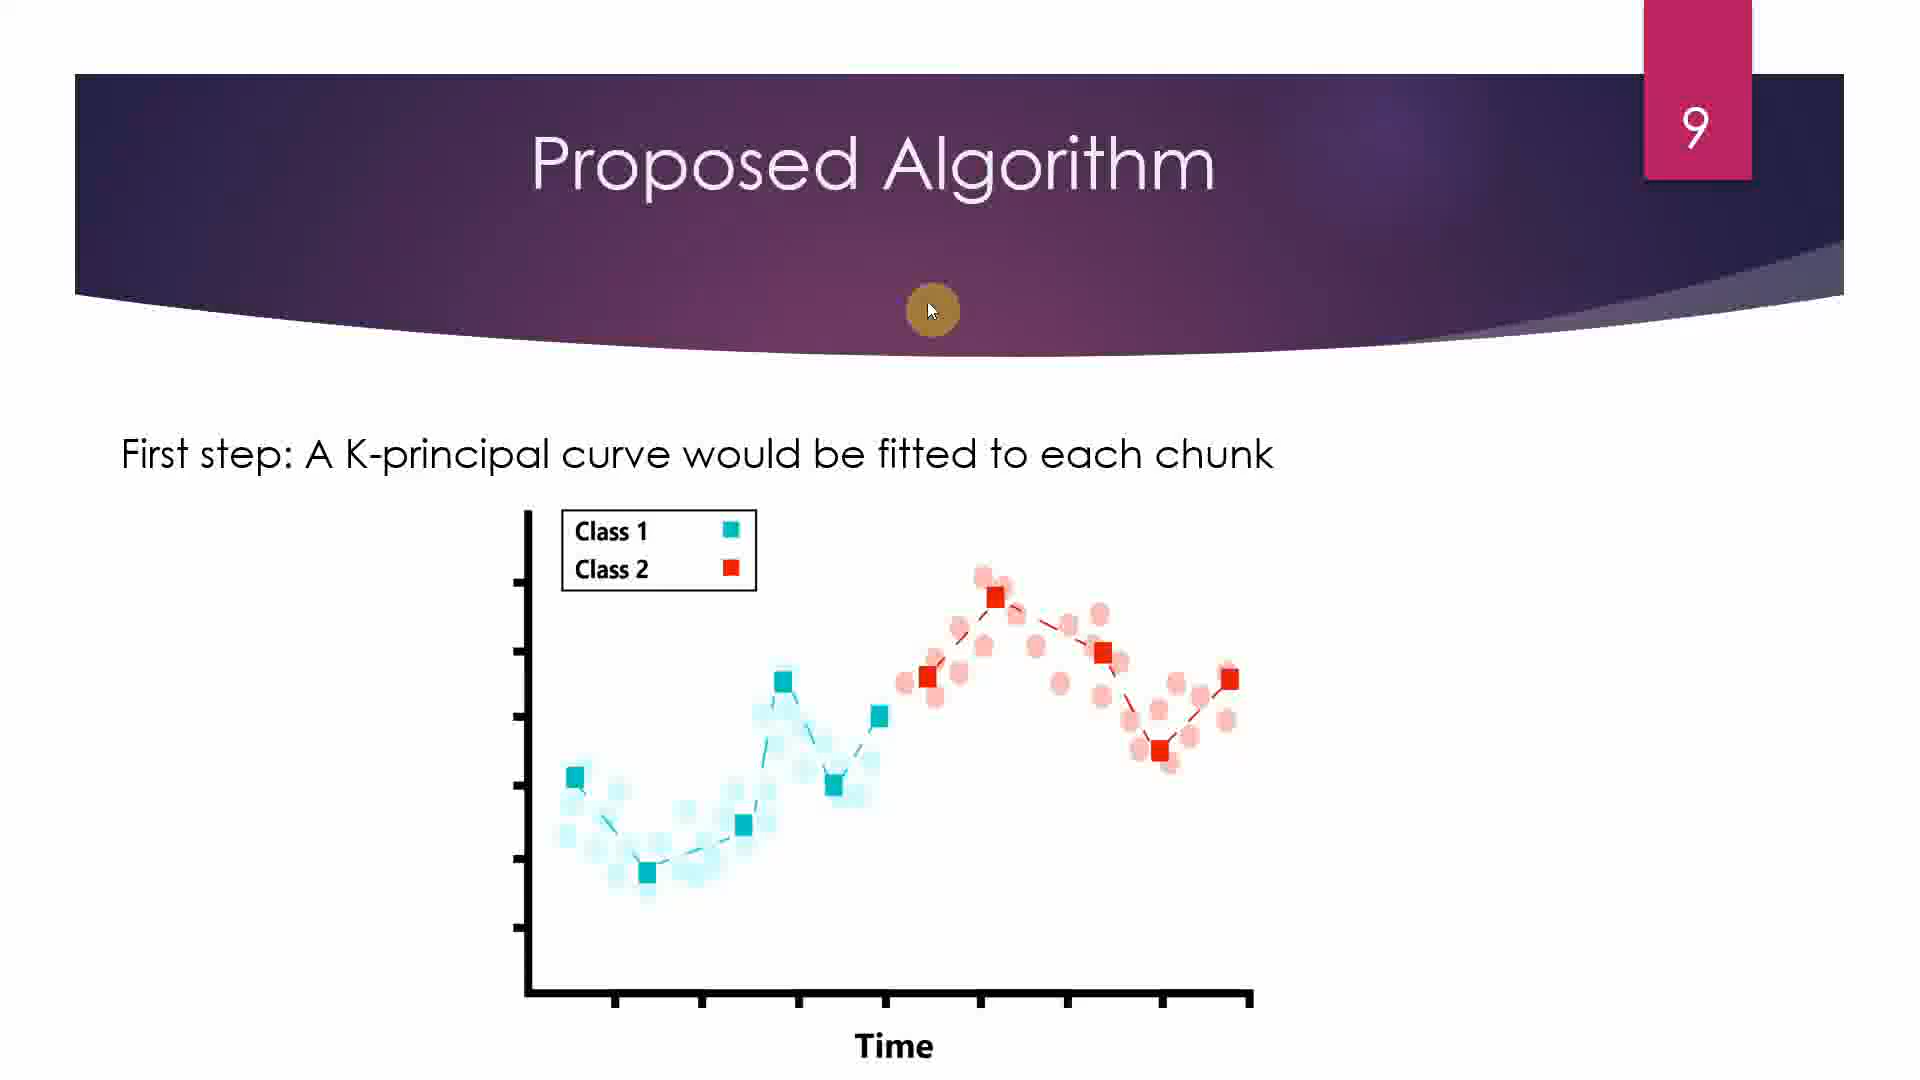 9
Proposed Algorithm
First step: A K-principal curve would be fitted to each chunk
Class 1
Class 2
Time